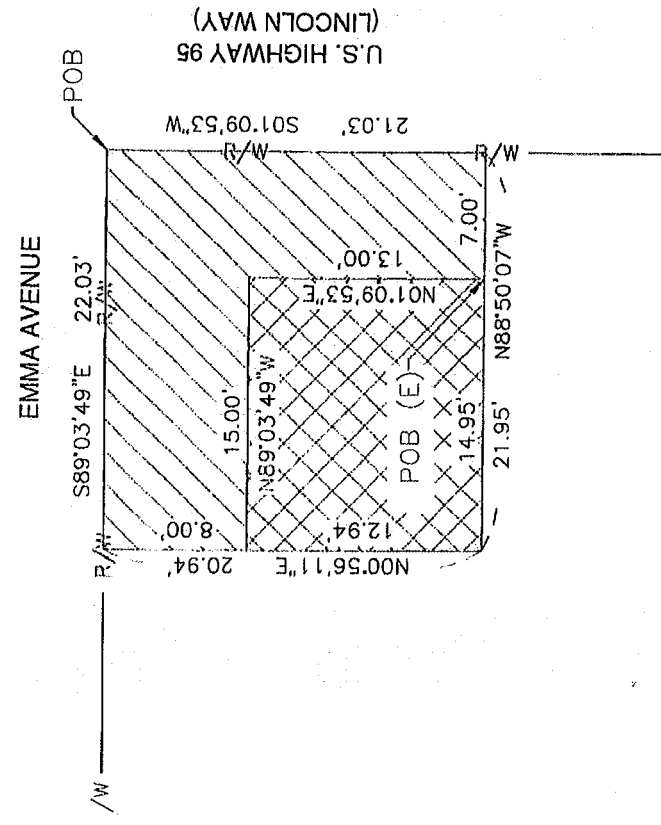 U.S. HIGHWAY 95
(LINCOLN WAY)
POB
EMMA AVENUE
S89°03'49"E 22.03'
R/W
R/W
/W
S01°09'53"W 21.03'
R/W
R/W
8.00'
20.94'
15.00'
N89°03'49"W
13.00'
N01°09'53"E
7.00'
12.94'
N00°56'11"E
POB (E)
14.95'
N88°50'07"W
21.95'